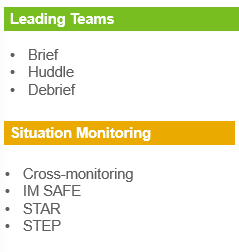 Leading Teams
• Brief
• Huddle
• Debrief
Situation Monitoring
• Cross-monitoring
• IM SAFE
• STAR
• STEP